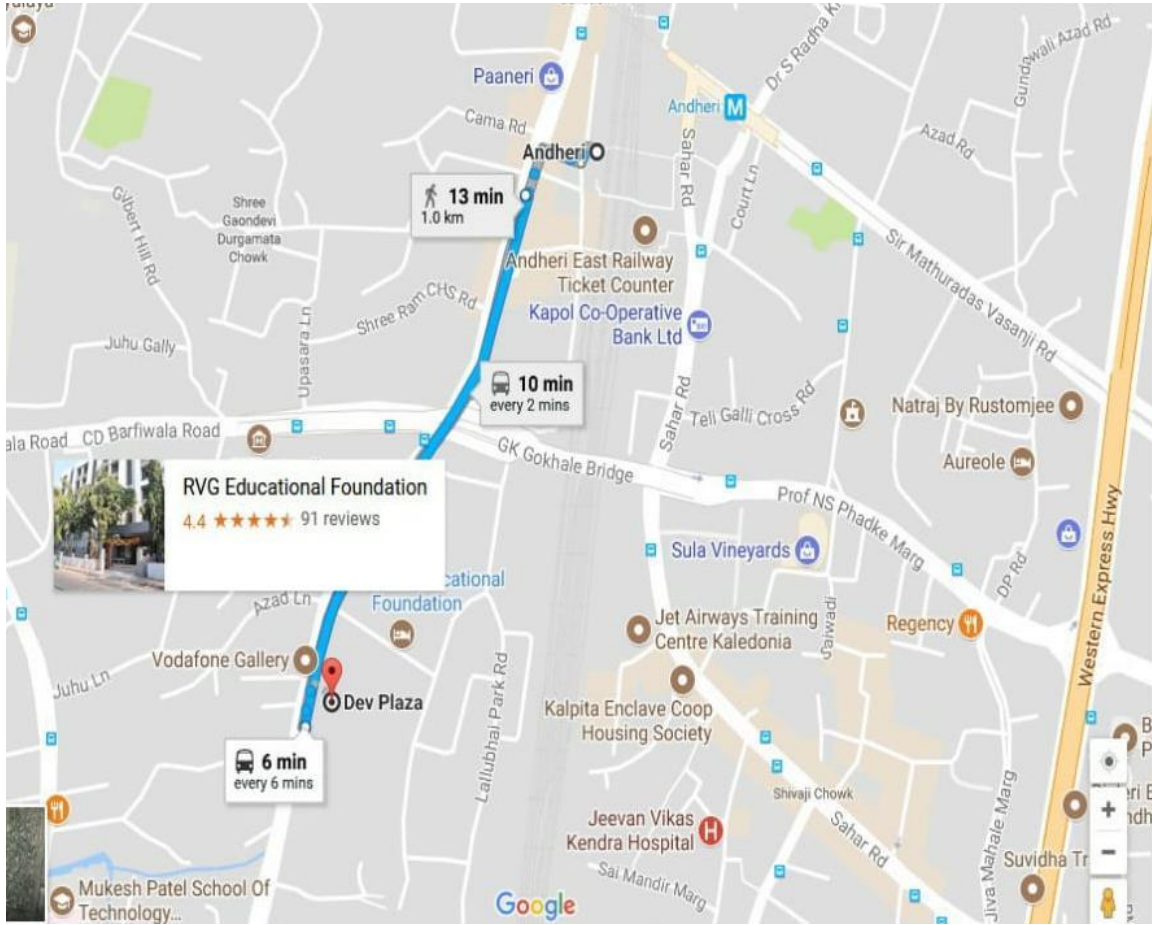 Paaneri
Cama Rd
Andheri
13 min
1.0 km
Andheri
M
Dr S Radha
Gundawali Azad Rd
Azad Rd
Sahar Rd
Court Ln
Gilbert Hill Rd
Shree
Gaondevi
Durgamata
Chowk
Andheri East Railway
Ticket Counter
Kapol Co-Operative
Bank Ltd
Sir Mathuradas Vasanji Rd
Shree Ram CHS Rd
Upasara Ln
Juhu Gally
10 min
every 2 mins
Sahar Rd
Teli Galli Cross Rd
Natraj By Rustomjee
Aureole
CD Barfiwala Road
GK Gokhale Bridge
Prof NS Phadke Marg
Western Express Hwy
RVG Educational Foundation
4.4 91 reviews
Sula Vineyards
DP Rd
Foundation
Azad Ln
Jet Airways Training
Centre Kaledonia
Regency
Vodafone Gallery
Juhu Ln
Dev Plaza
Lallubhai Park Rd
Kalpita Enclave Coop
Housing Society
6 min
every 6 mins
Shivaji Chowk
Jeevan Vikas
Kendra Hospital
H
Sahar Rd
Jiva Mahale Marg
Sai Mandir Marg
Suvidha
Mukesh Patel School Of
Technology...
Google
+
−